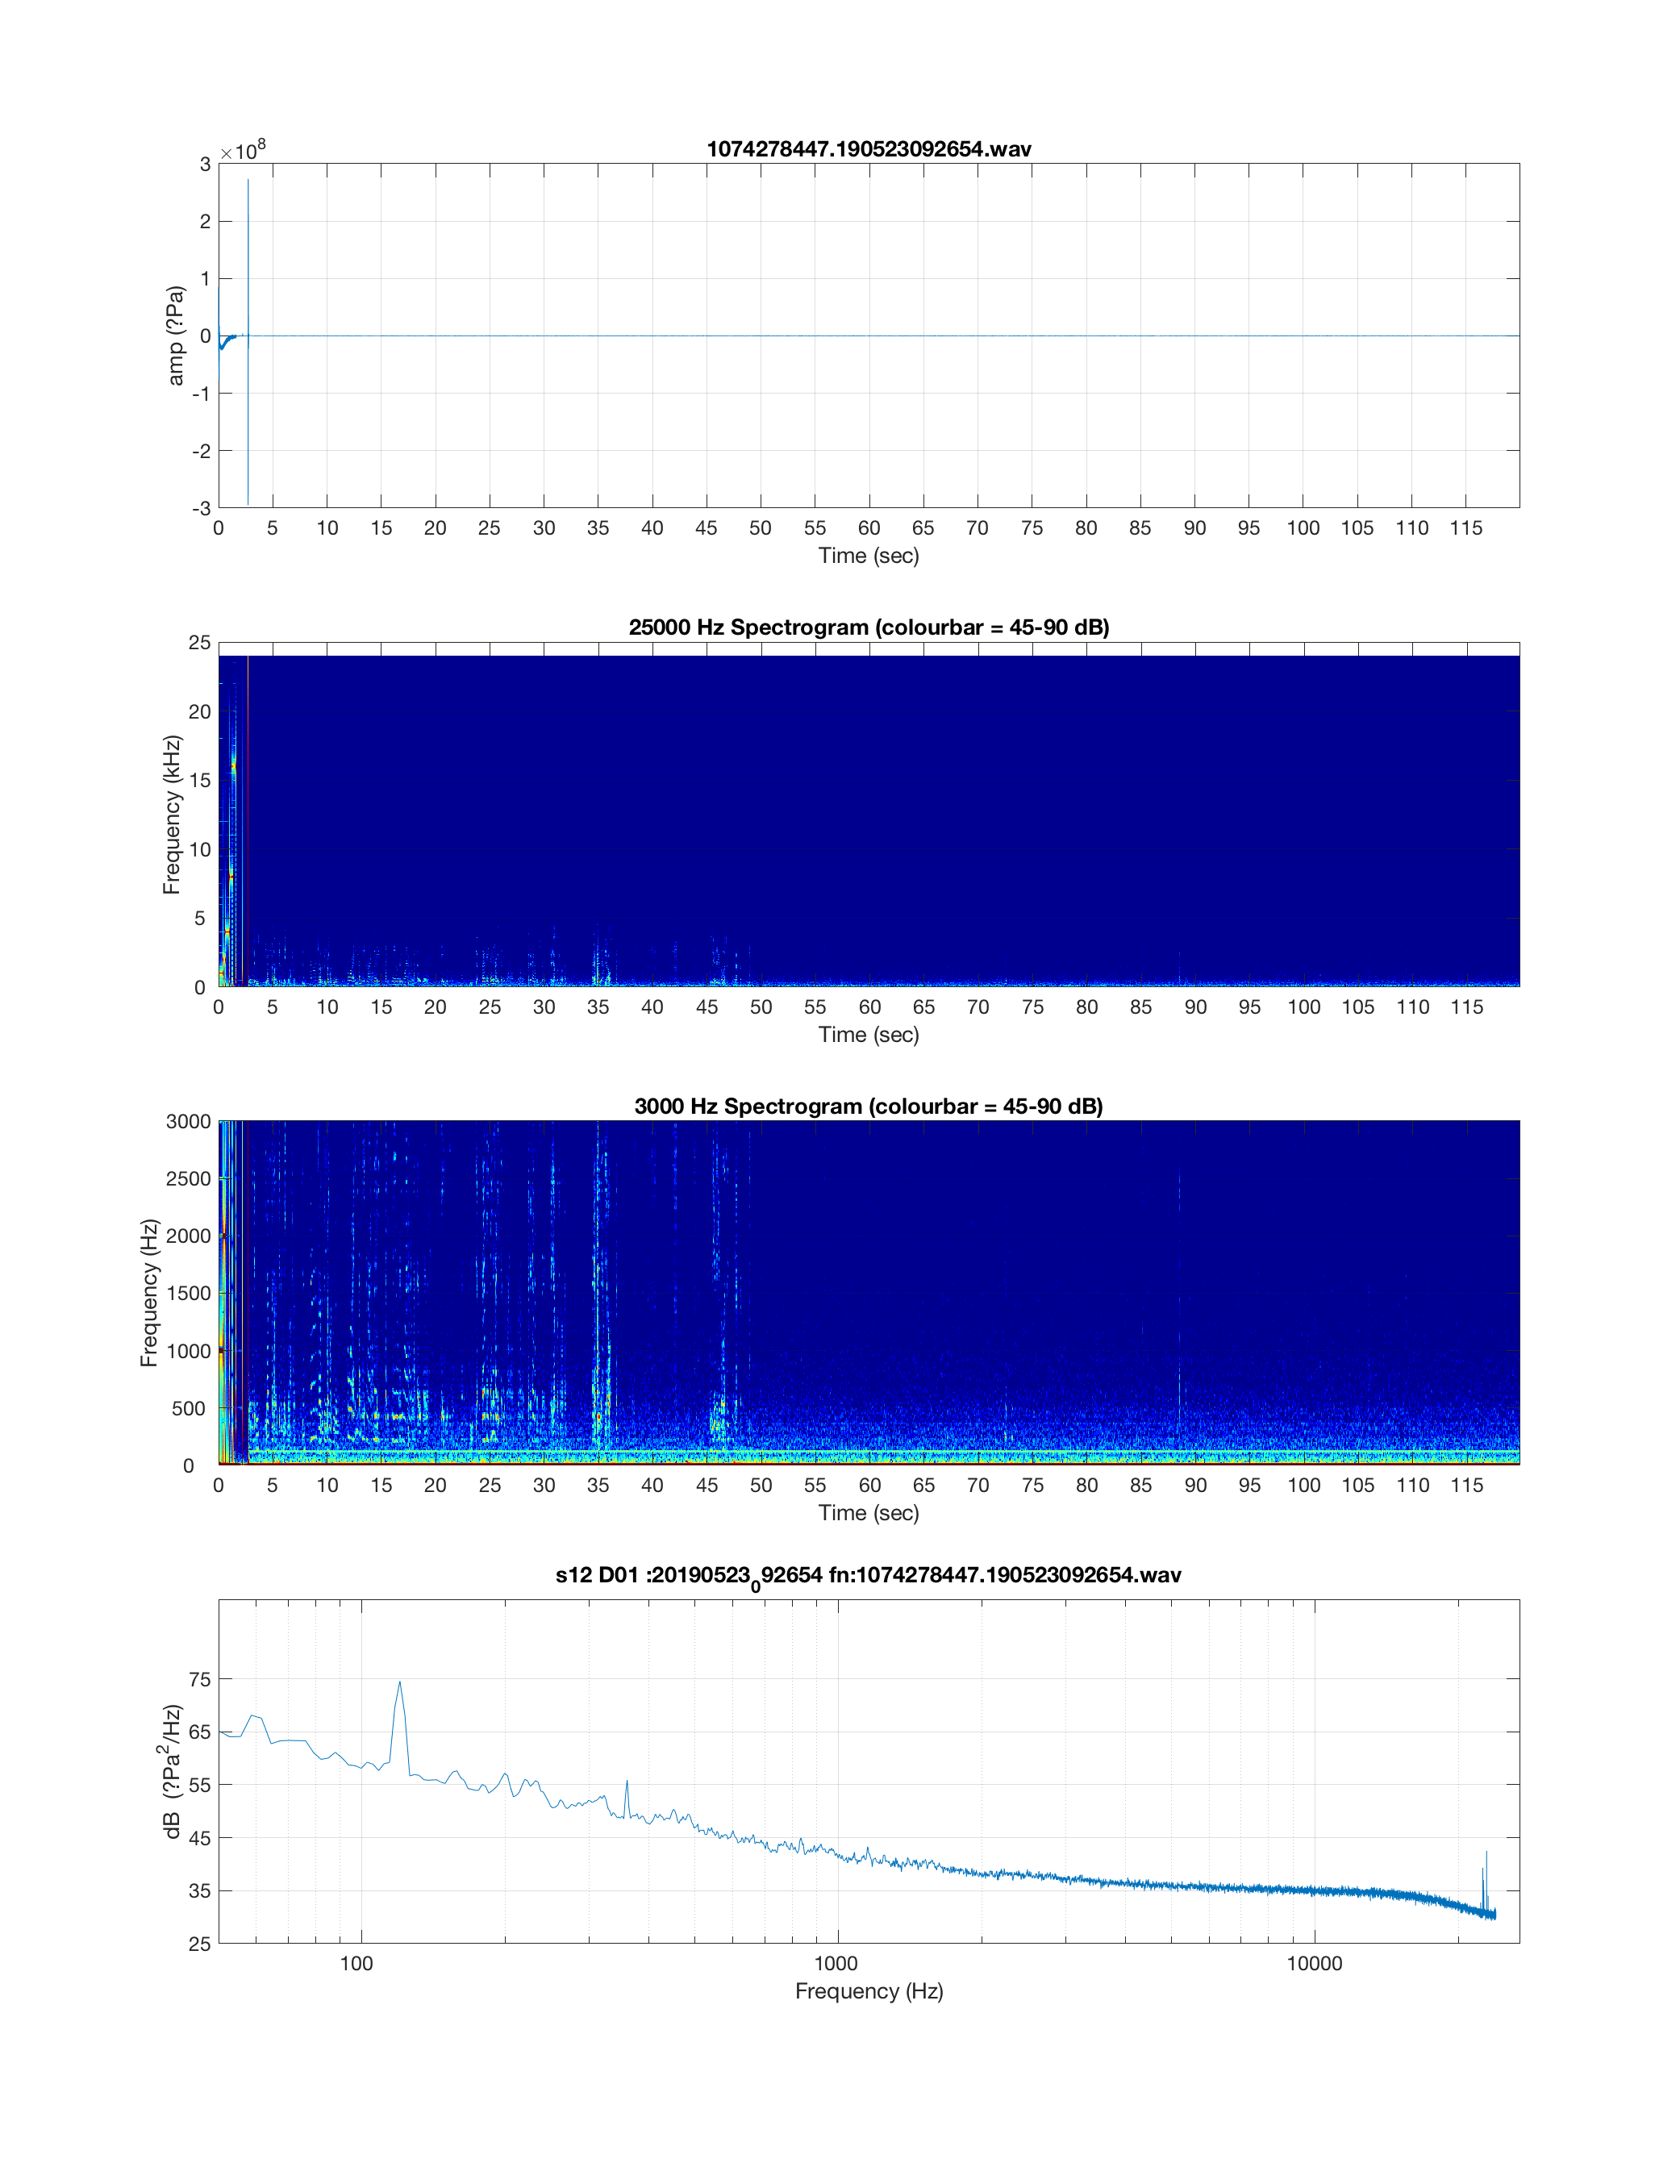 1074278447.190523092654.wav
×10⁸
3
2
1
0
-1
-2
-3
amp (?Pa)
0 5 10 15 20 25 30 35 40 45 50 55 60 65 70 75 80 85 90 95 100 105 110 115
Time (sec)
25000 Hz Spectrogram (colourbar = 45-90 dB)
25
20
15
10
5
0
Frequency (kHz)
0 5 10 15 20 25 30 35 40 45 50 55 60 65 70 75 80 85 90 95 100 105 110 115
Time (sec)
3000 Hz Spectrogram (colourbar = 45-90 dB)
3000
2500
2000
1500
1000
500
0
Frequency (Hz)
0 5 10 15 20 25 30 35 40 45 50 55 60 65 70 75 80 85 90 95 100 105 110 115
Time (sec)
s12 D01 :20190523₀92654 fn:1074278447.190523092654.wav
75
65
55
45
35
25
dB (?Pa²/Hz)
100 1000 10000
Frequency (Hz)